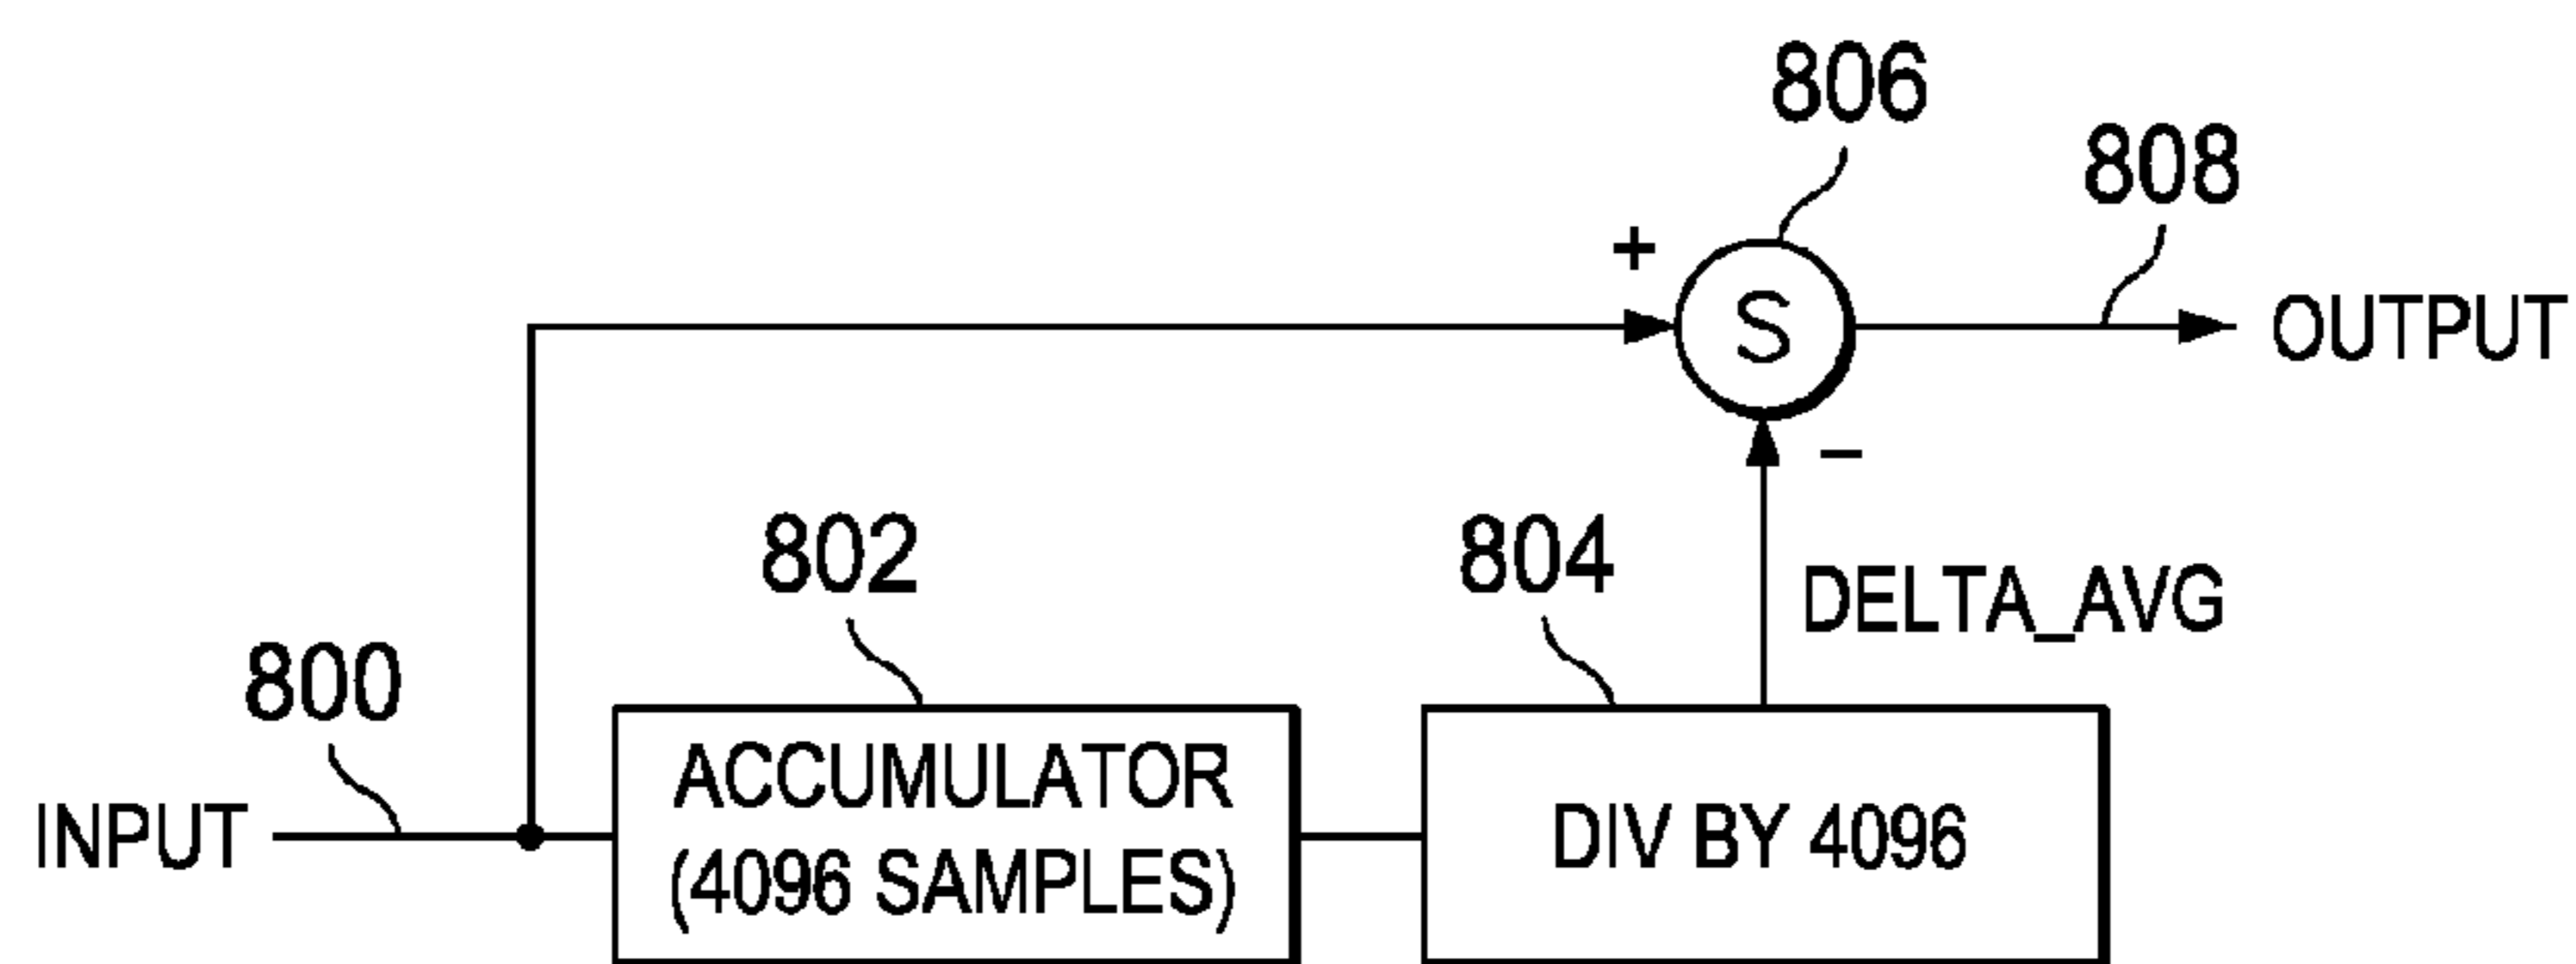 806
808
+
S
OUTPUT
−
802
804
DELTA_AVG
800
ACCUMULATOR
(4096 SAMPLES)
DIV BY 4096
INPUT